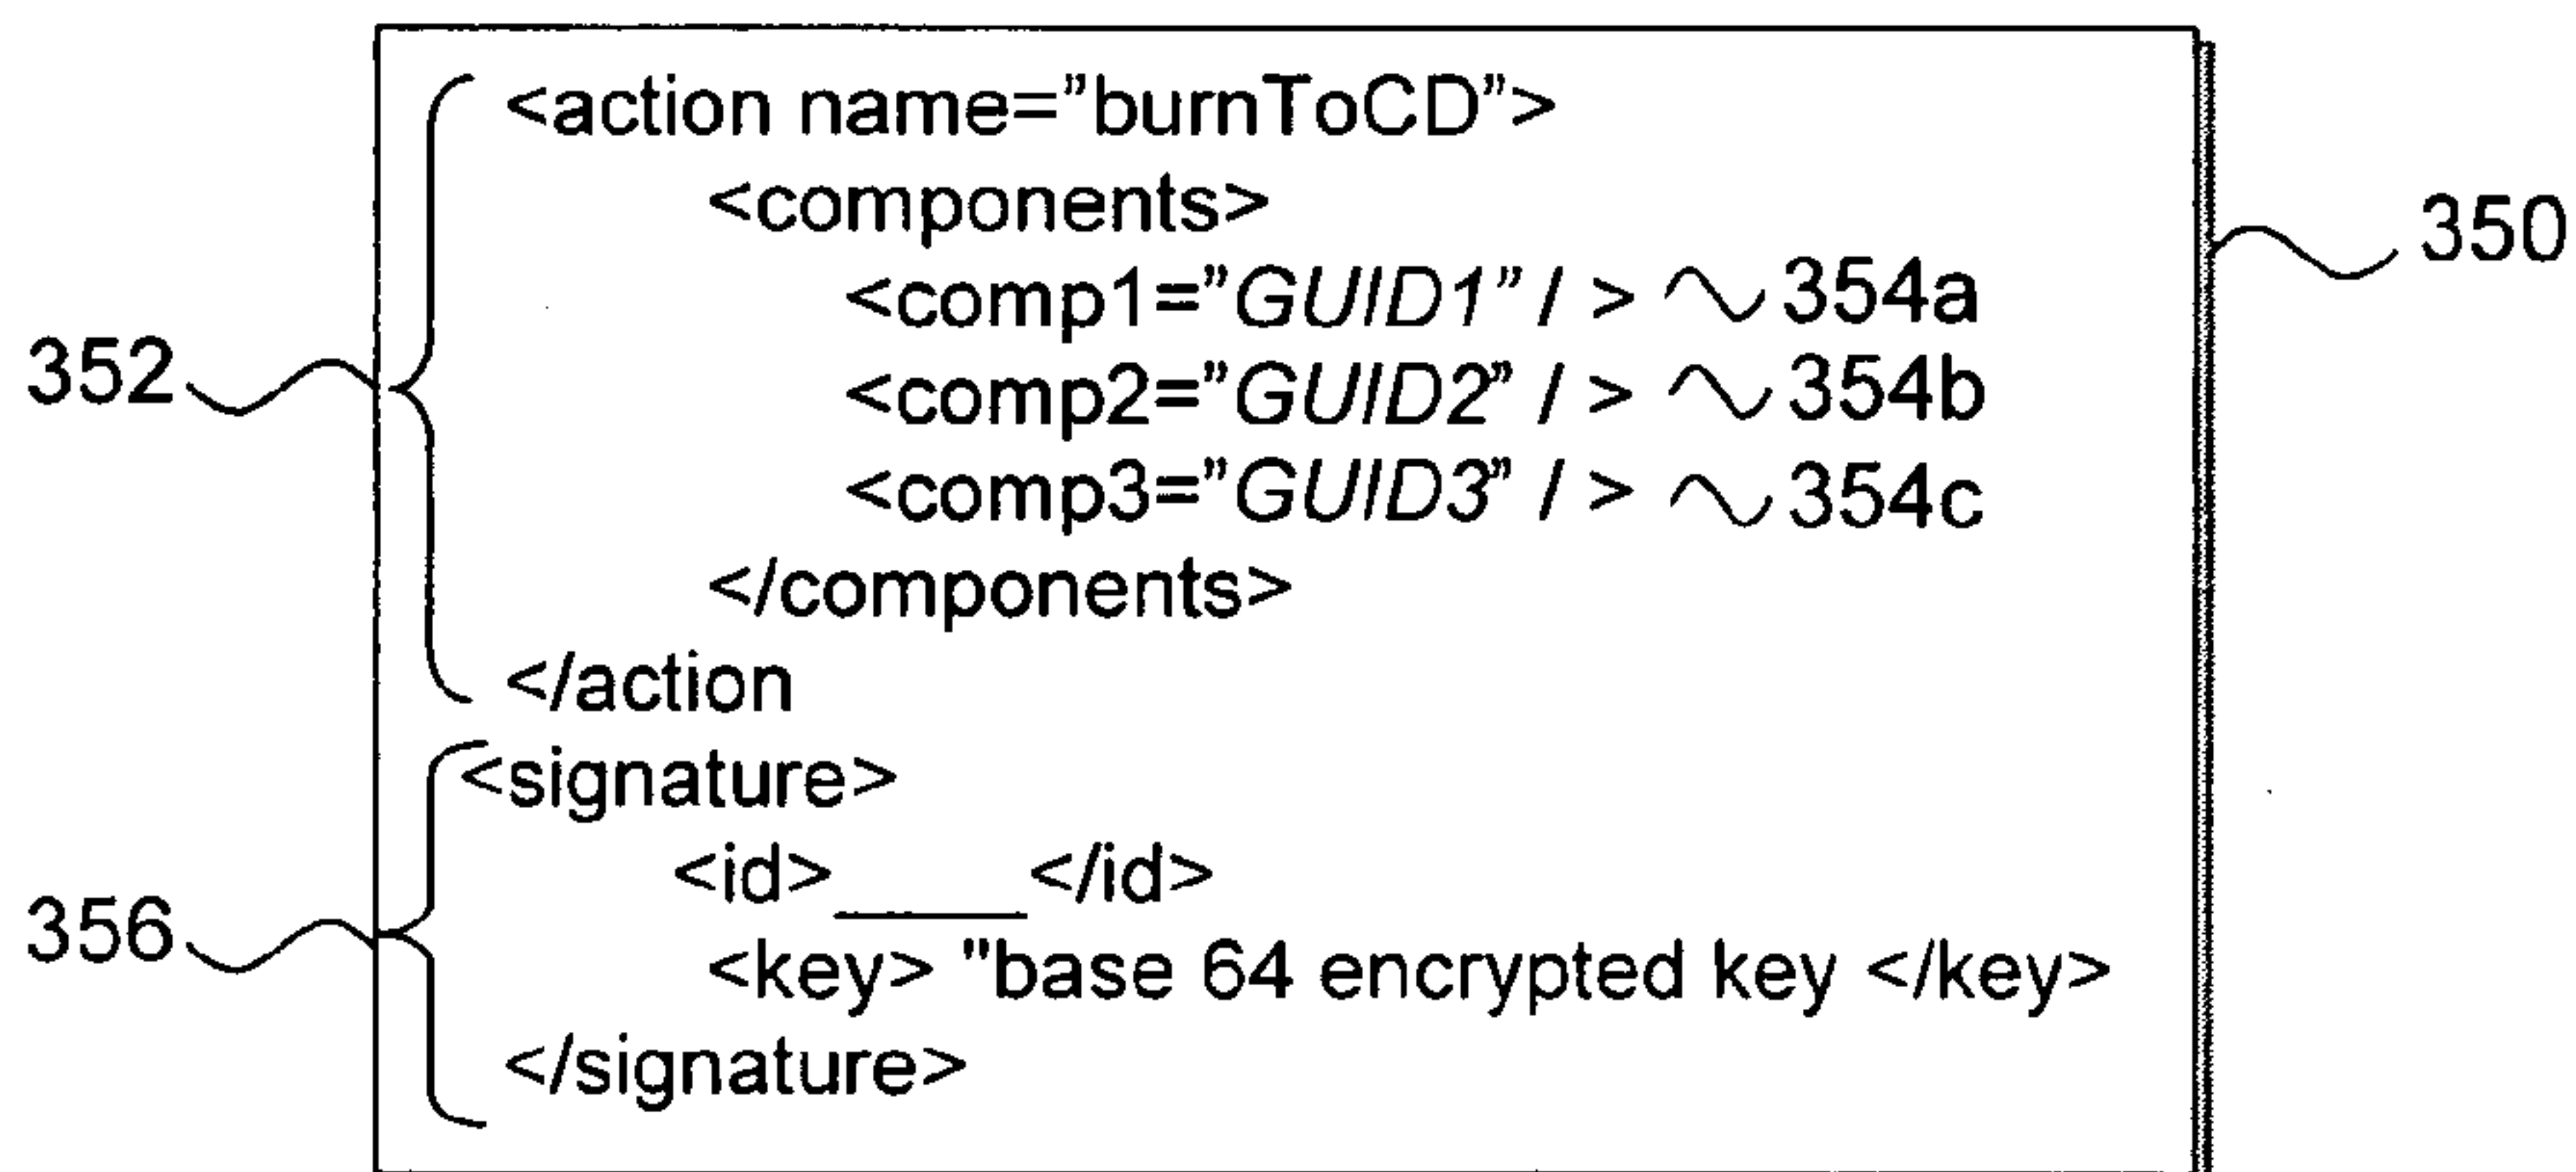 <action name=”burnToCD”>
<components>
350
<comp1=”GUID1” / > 354a
352 <comp2=”GUID2” / > 354b
<comp3=”GUID3” / > 354c
</components>
</action
<signature>
<id>_____</id>
356 <key> "base 64 encrypted key </key>
</signature>